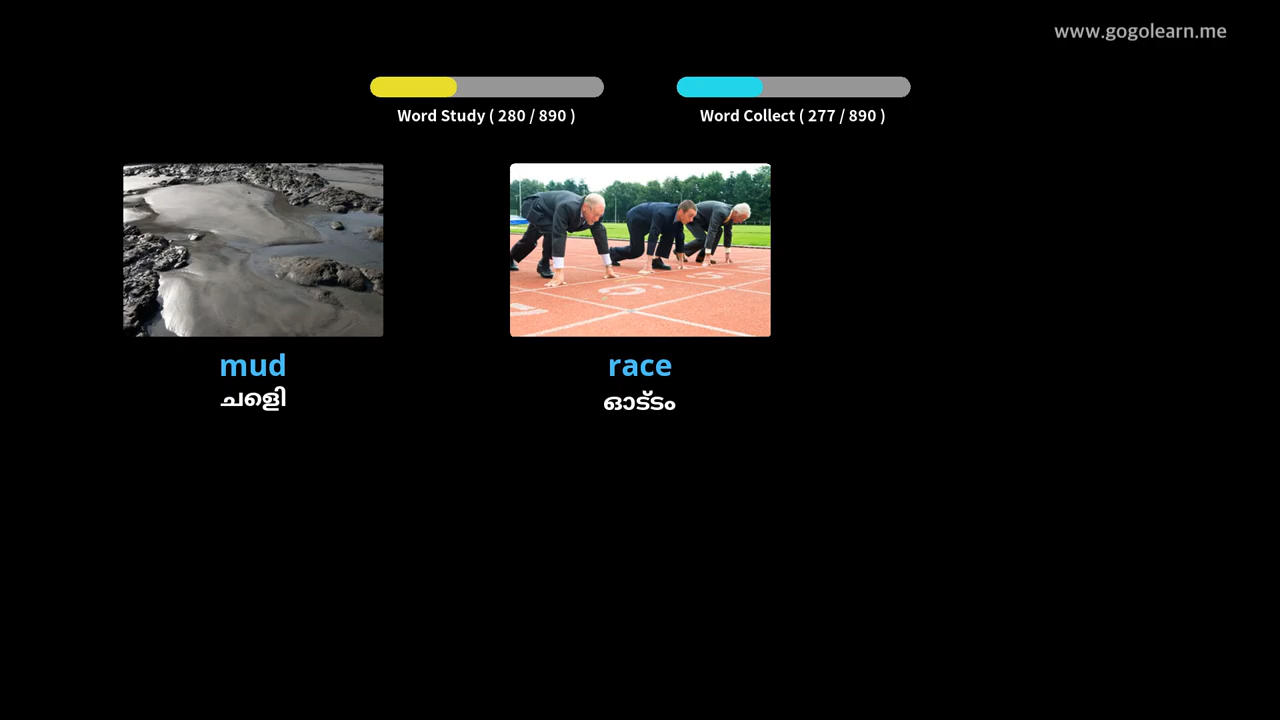 www.gogolearn.me
Word Study ( 280 / 890 )
Word Collect ( 277 / 890 )
mud
ചളെി
race
ഓട്ടം